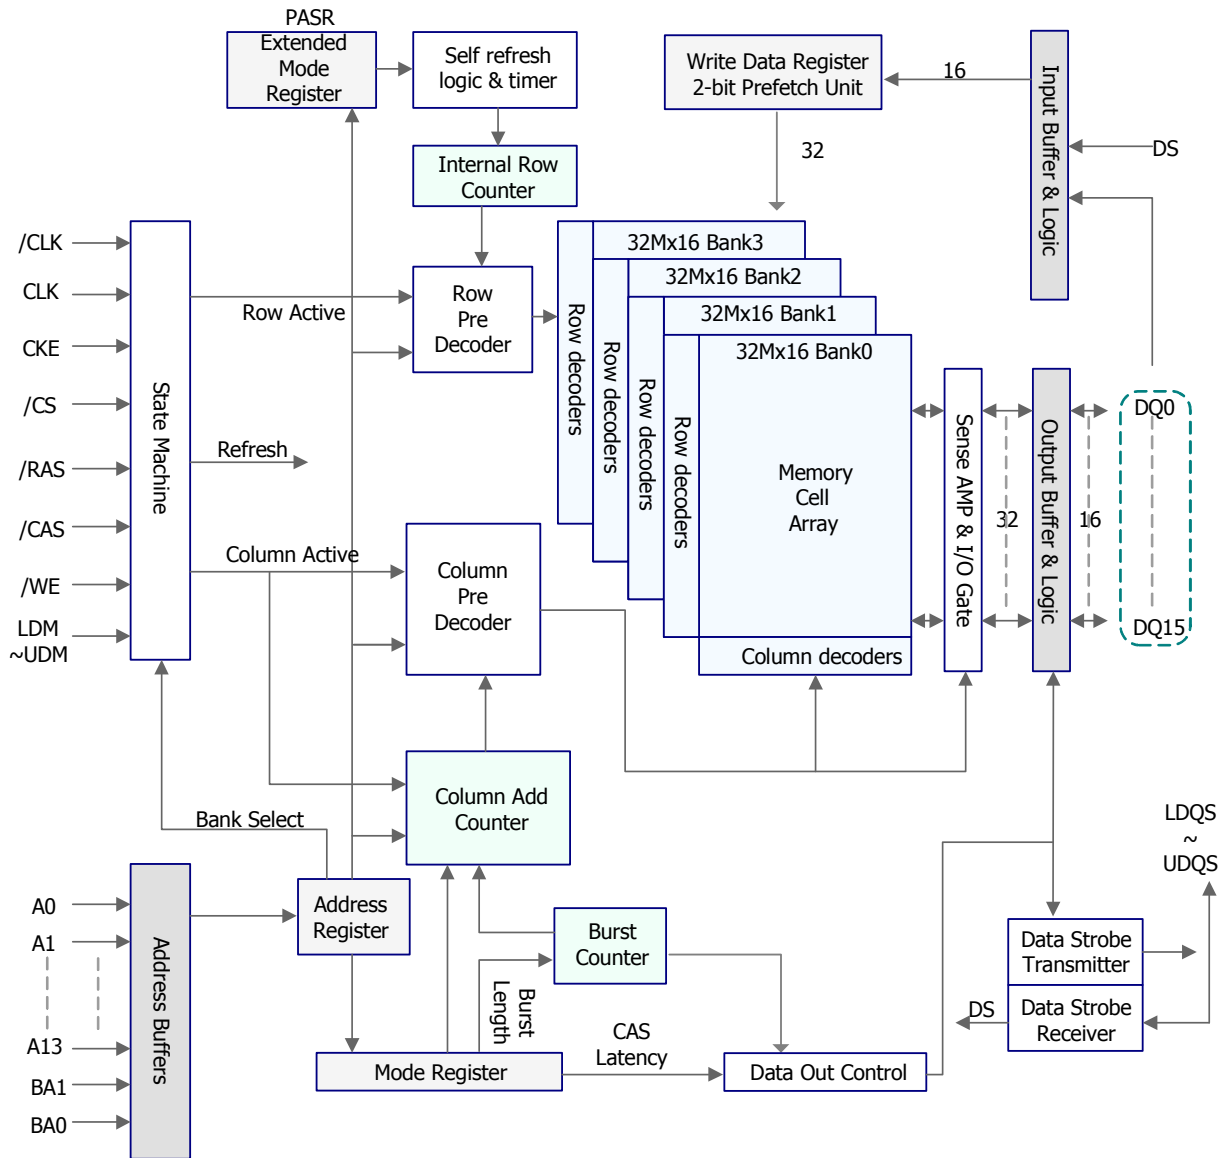 PASR
Extended
Mode
Register
Self refresh
logic & timer
Write Data Register
2-bit Prefetch Unit
16
Input Buffer & Logic
DS
32
Internal Row
Counter
/CLK
CLK
CKE
/CS
/RAS
/CAS
/WE
LDM
~UDM
State Machine
Row Active
Refresh
Column Active
Row
Pre
Decoder
Row decoders
32Mx16 Bank3
Row decoders
32Mx16 Bank2
Row decoders
32Mx16 Bank1
Row decoders
32Mx16 Bank0
Memory
Cell
Array
Column decoders
Sense AMP & I/O Gate
32
Output Buffer & Logic
16
DQ0
DQ15
Column
Pre
Decoder
Column Add
Counter
Bank Select
A0
A1
A13
BA1
BA0
Address Buffers
Address
Register
Burst
Length
Burst
Counter
Mode Register
CAS
Latency
Data Out Control
LDQS
~
UDQS
Data Strobe
Transmitter
DS
Data Strobe
Receiver